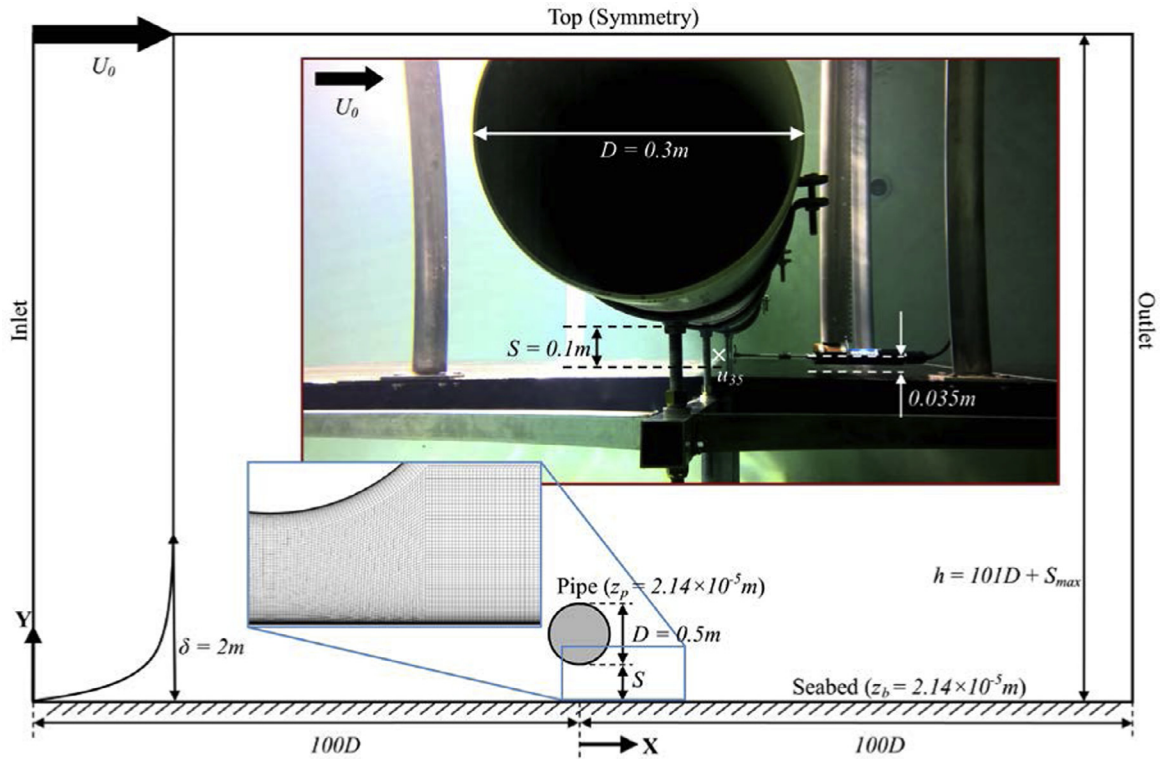 Top (Symmetry)
U₀
U₀
D = 0.3m
Inlet
Outlet
S = 0.1m
u₃₅
0.035m
h = 101D + Sₘₐₓ
Pipe (zₚ = 2.14×10⁻⁵m)
Y
D = 0.5m
δ = 2m
S
Seabed (z_b = 2.14×10⁻⁵m)
100D
X
100D